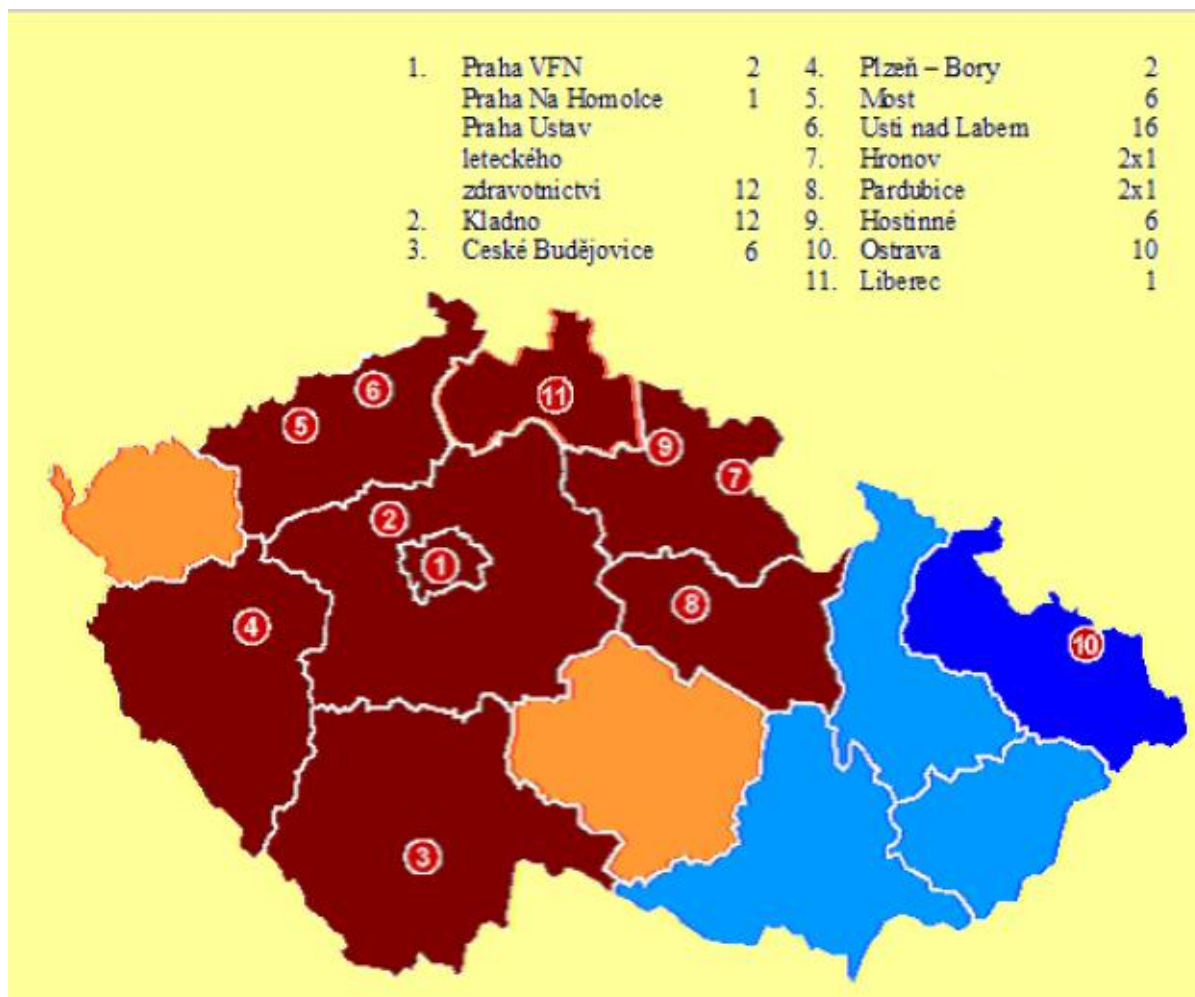 1. Praha VFN 2
Praha Na Homolce 1
Praha Ustav
leteckého
zdravotnictvi 12
2. Kladno 12
3. Ceské Budějovice 6
4. Plzeň – Bory 2
5. Most 6
6. Usti nad Labem 16
7. Hronov 2x1
8. Pardubice 2x1
9. Hostinné 6
10. Ostrava 10
11. Liberec 1
6
11
5
9
7
2
1
8
4
10
3